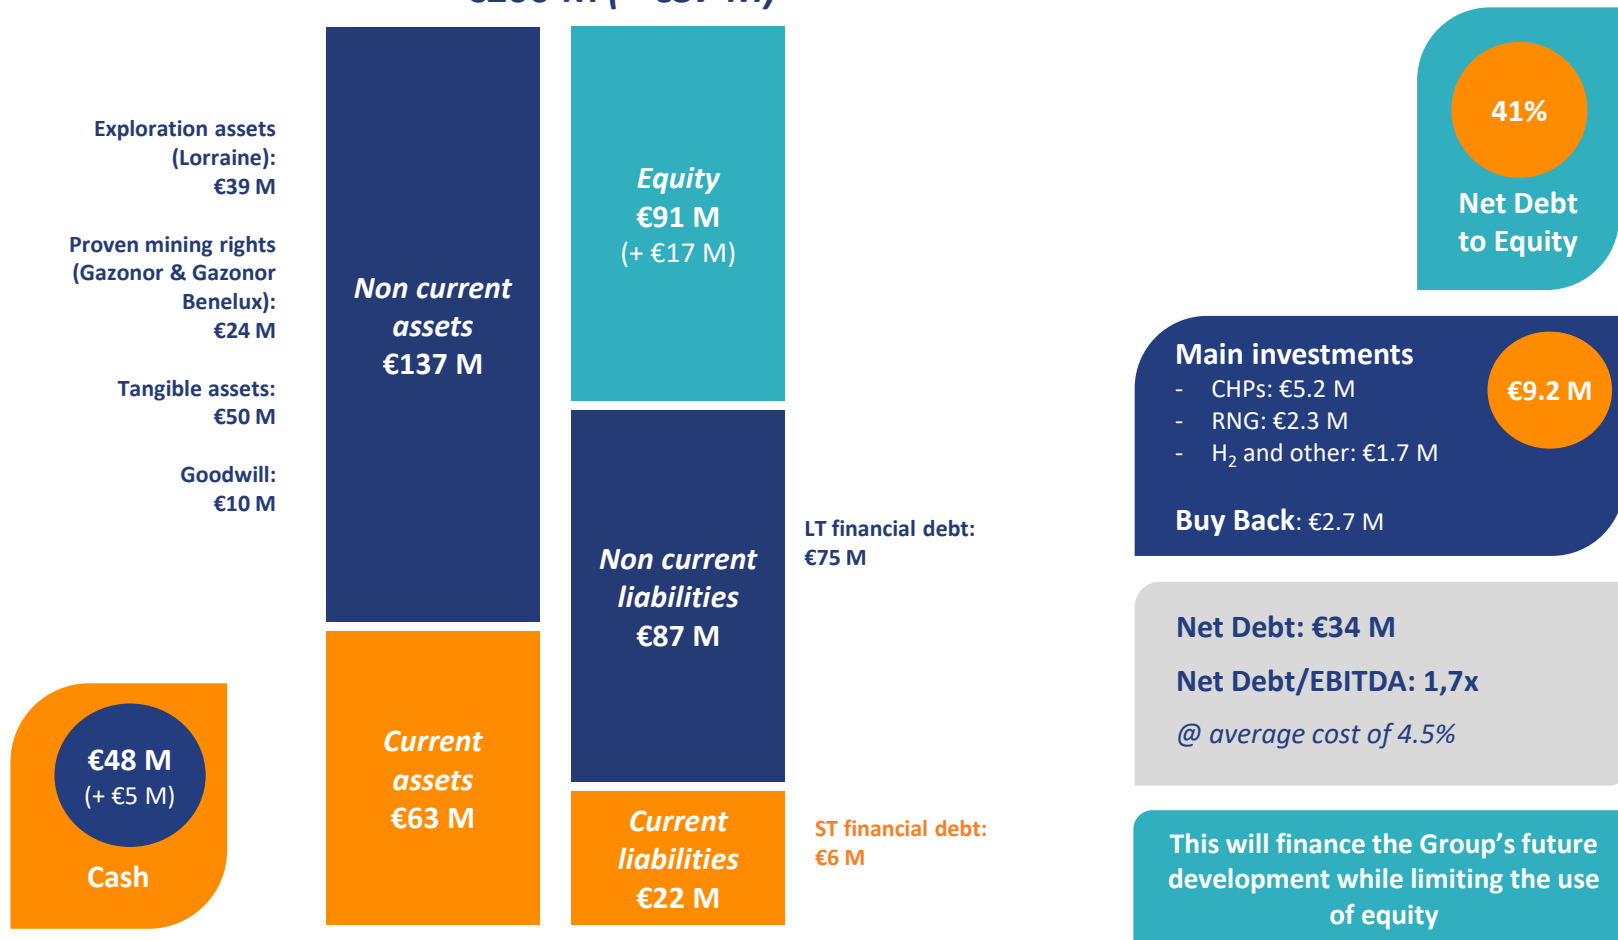 Exploration assets
(Lorraine):
€39 M
Proven mining rights
(Gazonor & Gazonor
Benelux):
€24 M
Tangible assets:
€50 M
Goodwill:
€10 M
€48 M
(+ €5 M)
Cash
Non current
assets
€137 M
Current
assets
€63 M
Equity
€91 M
(+ €17 M)
Non current
liabilities
€87 M
Current
liabilities
€22 M
LT financial debt:
€75 M
ST financial debt:
€6 M
41%
Net Debt
to Equity
Main investments
- CHPs: €5.2 M
- RNG: €2.3 M
- H₂ and other: €1.7 M
€9.2 M
Buy Back: €2.7 M
Net Debt: €34 M
Net Debt/EBITDA: 1,7x
@ average cost of 4.5%
This will finance the Group’s future
development while limiting the use
of equity